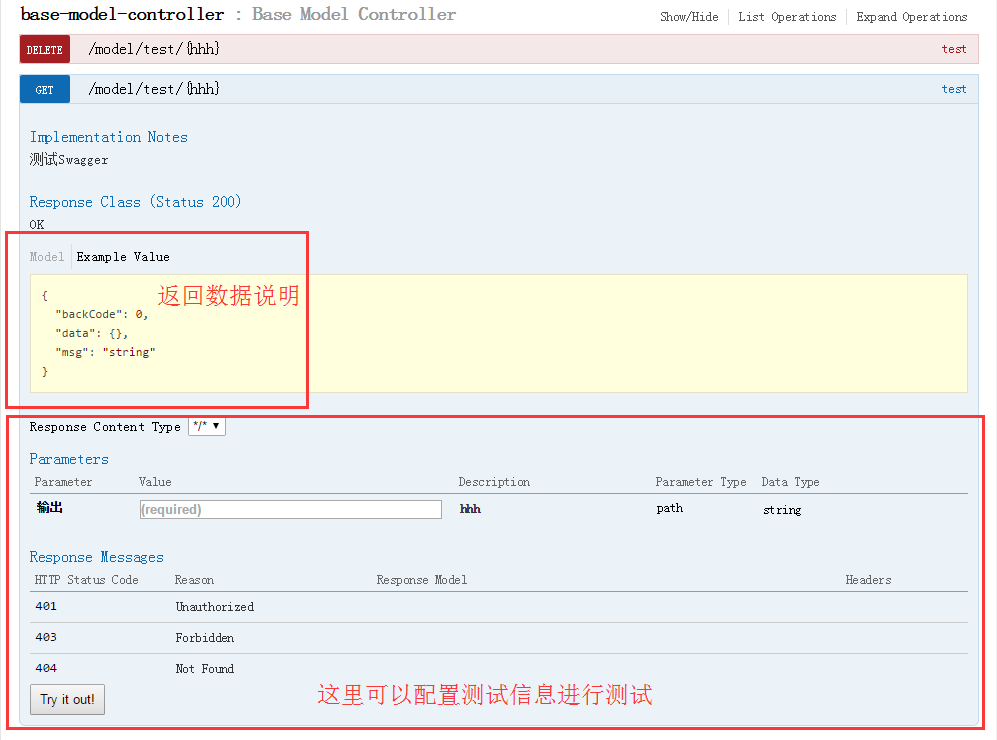 base-model-controller : Base Model Controller
Show/Hide List Operations Expand Operations
DELETE /model/test/{hhh} test
GET /model/test/{hhh} test
Implementation Notes
测试Swagger
Response Class (Status 200)
OK
Model Example Value
返回数据说明
{
"backCode": 0,
"data": {},
"msg": "string"
}
Response Content Type */*
Parameters
Parameter Value Description Parameter Type Data Type
输出 (required) hhh path string
Response Messages
HTTP Status Code Reason Response Model Headers
401 Unauthorized
403 Forbidden
404 Not Found
Try it out!
这里可以配置测试信息进行测试